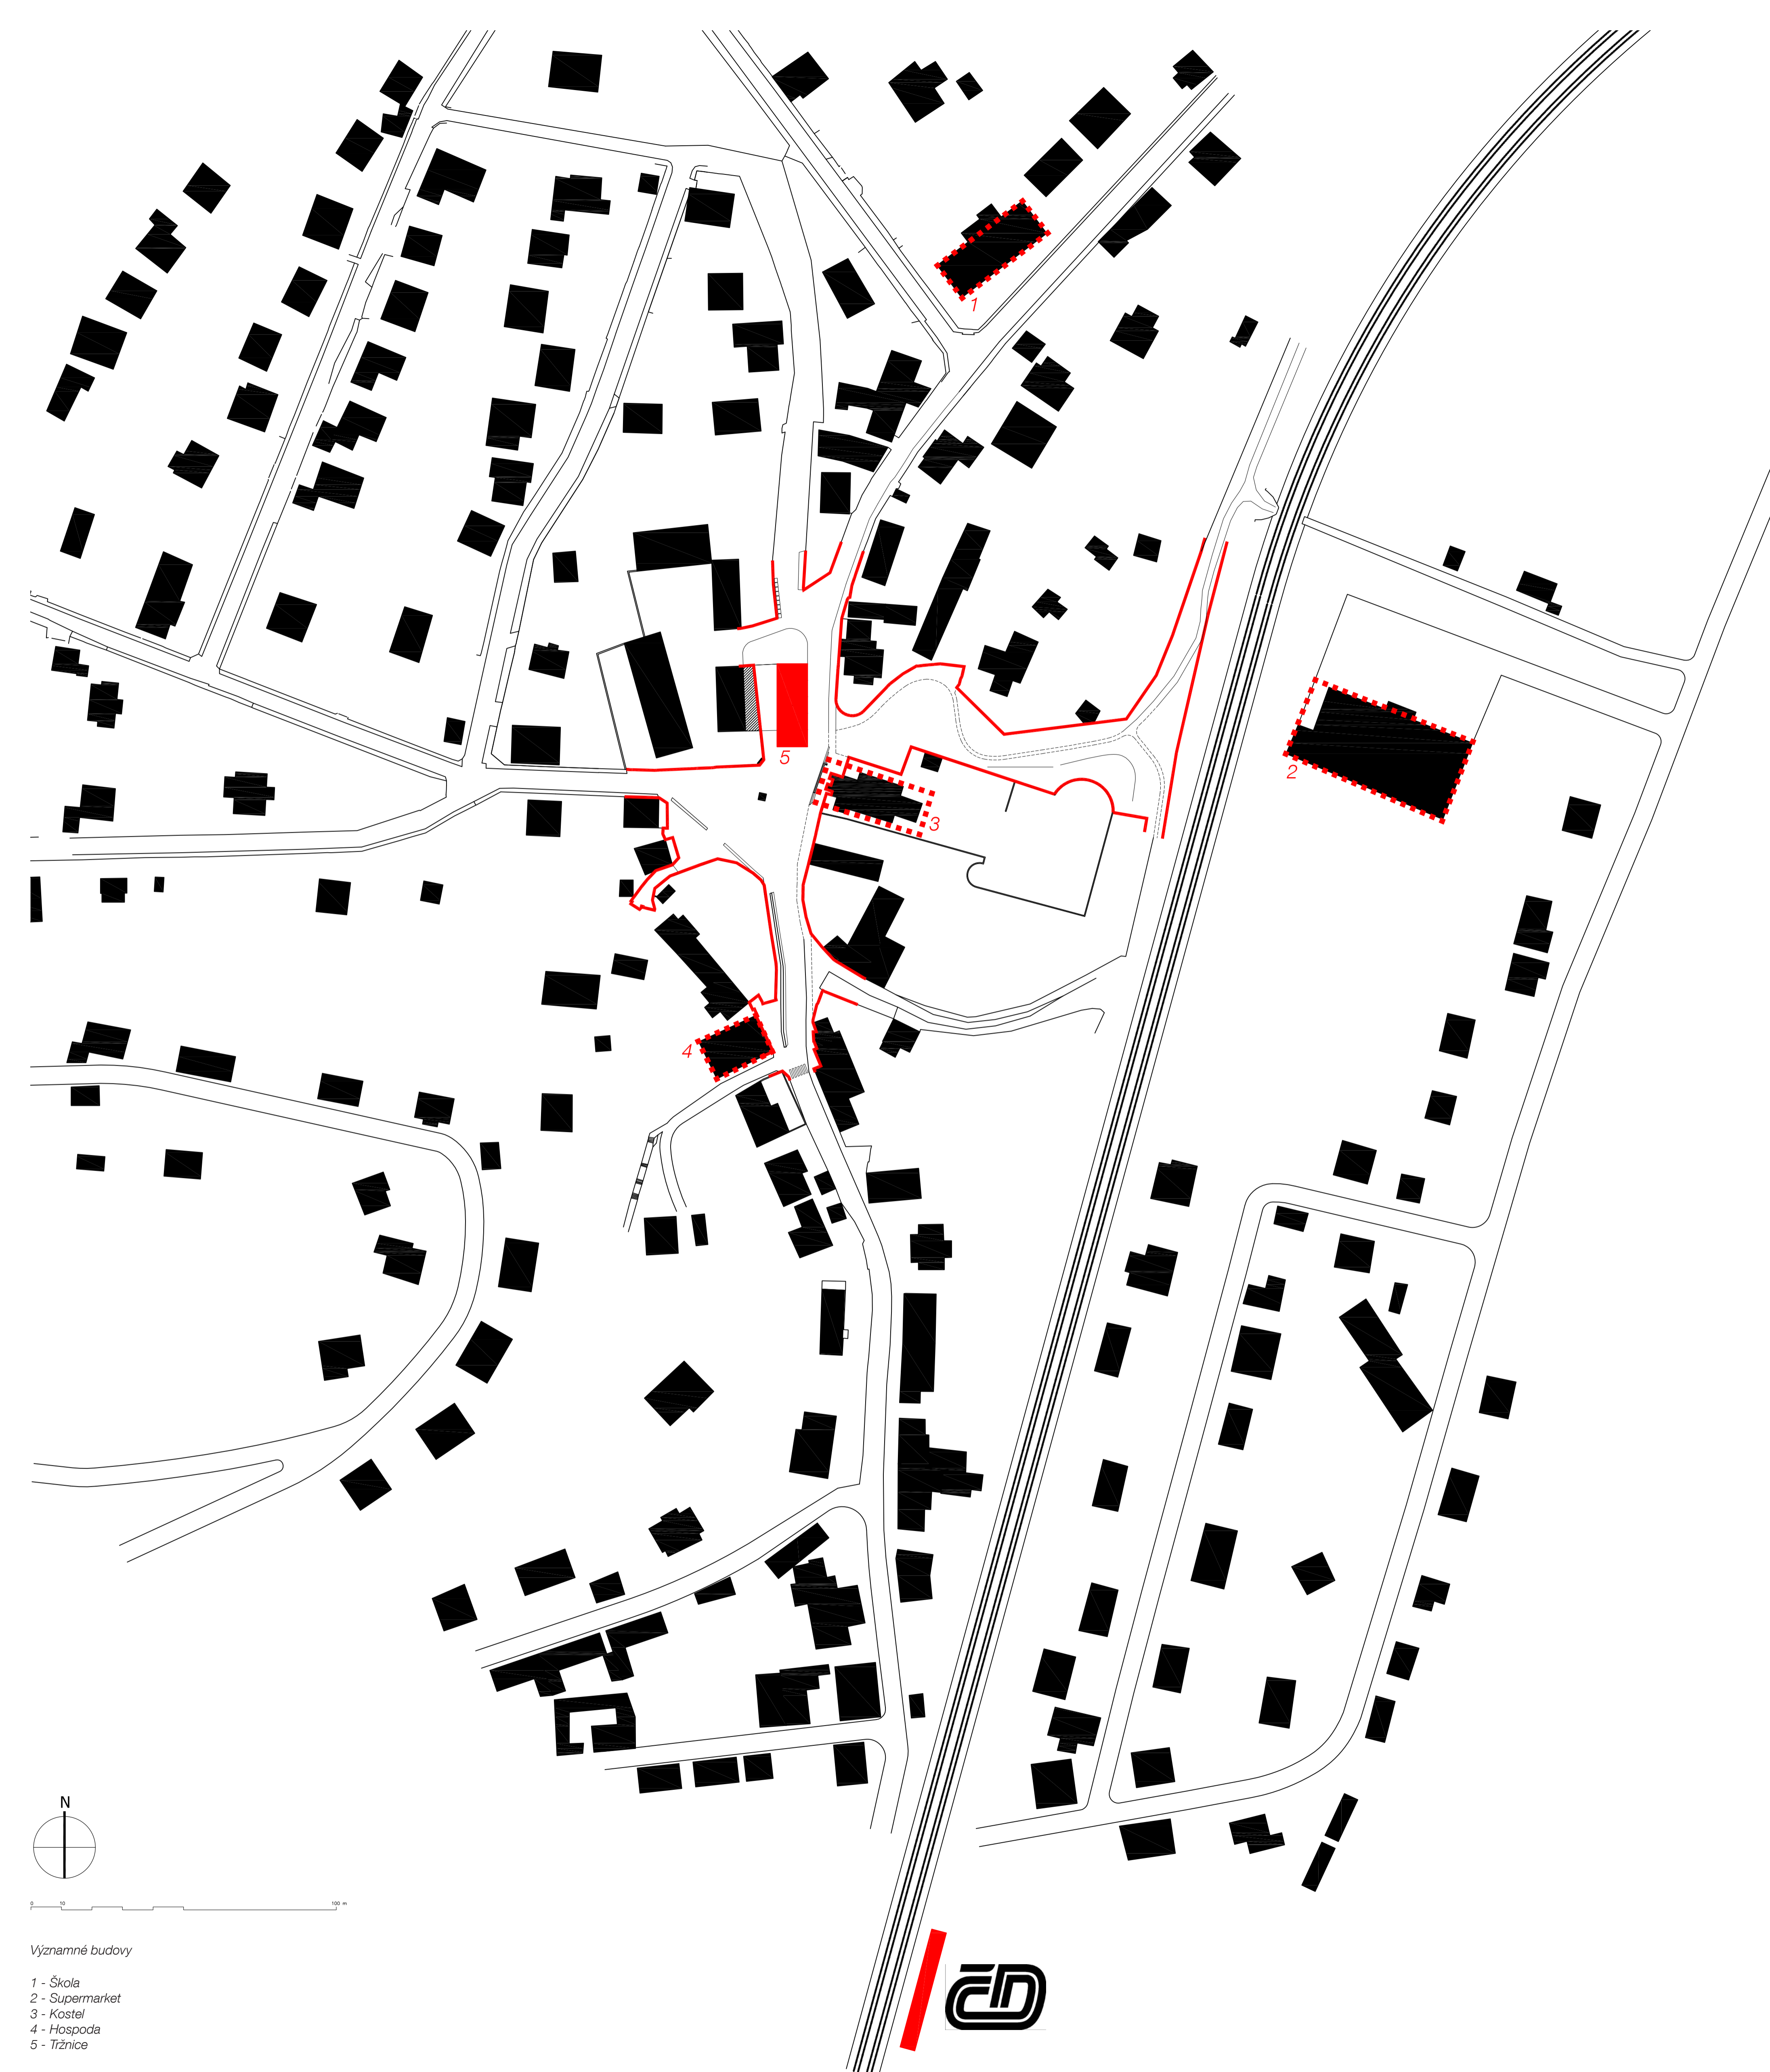 1
2
5
3
4
N
0 10 100 m
Významné budovy
1 - Škola
2 - Supermarket
3 - Kostel
4 - Hospoda
5 - Tržnice
ČD